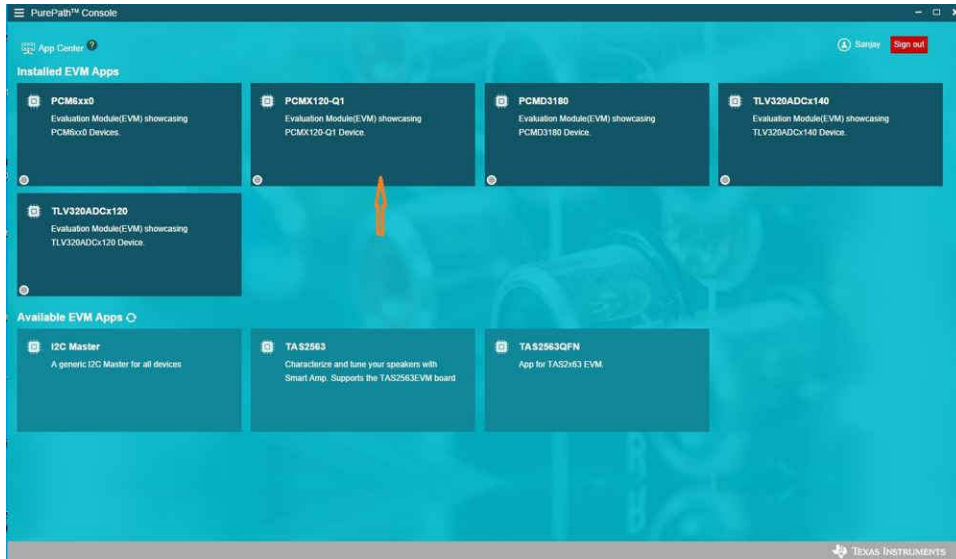 PurePath™ Console
App Center ?
Sanjay
Sign out
Installed EVM Apps
PCM6xx0
Evaluation Module(EVM) showcasing
PCM6xx0 Devices.
PCMX120-Q1
Evaluation Module(EVM) showcasing
PCMX120-Q1 Device.
PCMD3180
Evaluation Module(EVM) showcasing
PCMD3180 Device.
TLV320ADCx140
Evaluation Module(EVM) showcasing
TLV320ADCx140 Device.
TLV320ADCx120
Evaluation Module(EVM) showcasing
TLV320ADCx120 Device.
Available EVM Apps
I2C Master
A generic I2C Master for all devices
TAS2563
Characterize and tune your speakers with
Smart Amp. Supports the TAS2563EVM board
TAS2563QFN
App for TAS2x63 EVM.
TEXAS INSTRUMENTS